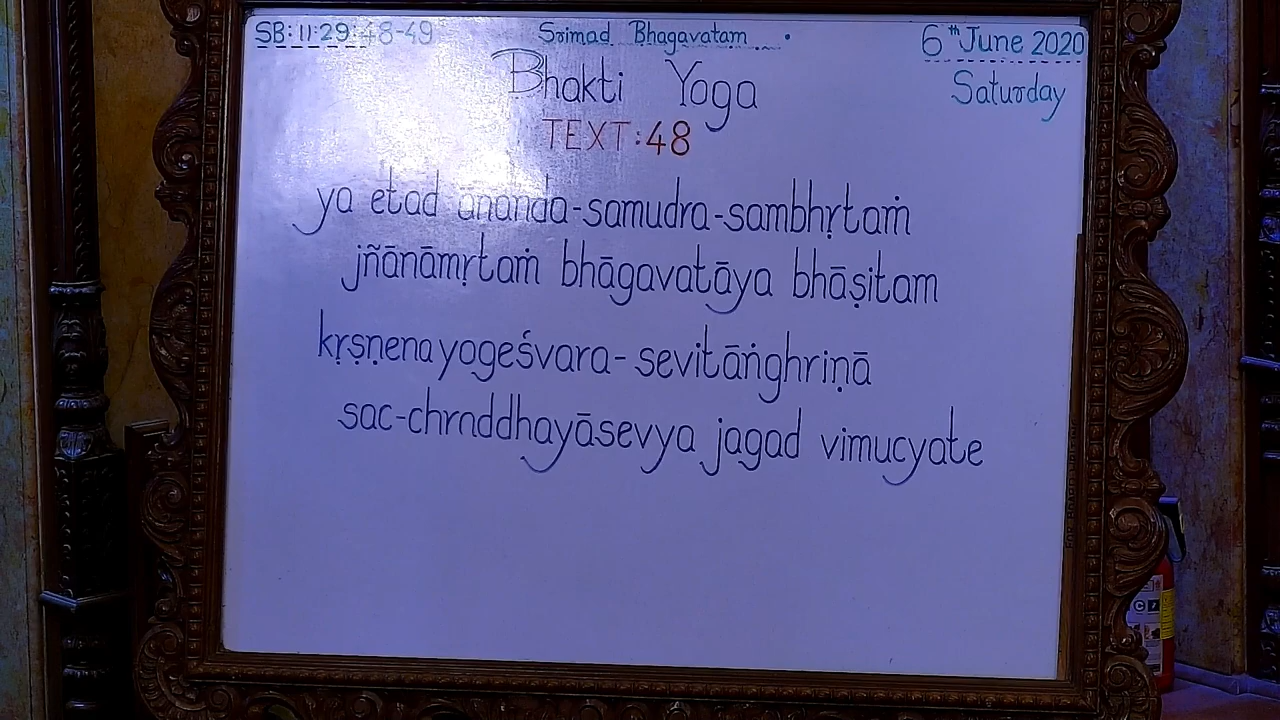 SB: 11:29:48-49 Srimad Bhagavatam 6th June 2020
Bhakti Yoga Saturday
TEXT:48
ya etad ānanda-samudra-sambhṛtaṁ
jñānāmṛtaṁ bhāgavatāya bhāṣitam
kṛṣṇena yogeśvara-sevitāṅghriṇā
sac-chraddhayāsevya jagad vimucyate